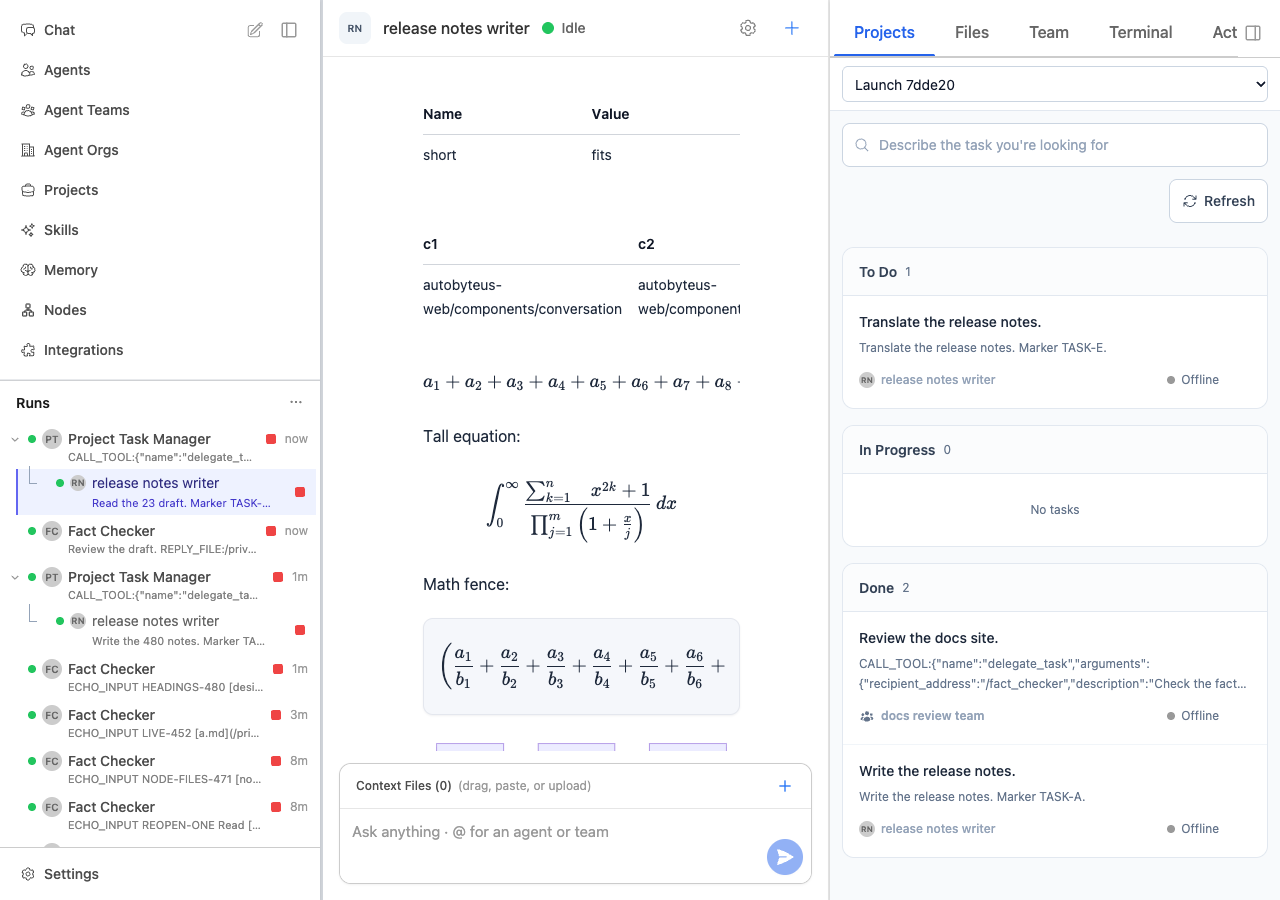 Chat
Agents
Agent Teams
Agent Orgs
Projects
Skills
Memory
Nodes
Integrations
Runs
PT Project Task Manager now
CALL_TOOL:{"name":"delegate_t...
RN release notes writer
Read the 23 draft. Marker TASK-...
FC Fact Checker now
Review the draft. REPLY_FILE:/priv...
PT Project Task Manager 1m
CALL_TOOL:{"name":"delegate_ta...
RN release notes writer
Write the 480 notes. Marker TA...
FC Fact Checker 1m
ECHO_INPUT HEADINGS-480 [desi...
FC Fact Checker 3m
ECHO_INPUT LIVE-452 [a.md](/pri...
FC Fact Checker 8m
ECHO_INPUT NODE-FILES-471 [no...
FC Fact Checker 8m
ECHO_INPUT REOPEN-ONE Read [...
Settings
RN release notes writer Idle
Name Value
short fits
c1 c2
autobyteus- autobyteus-
web/components/conversation web/component
a₁ + a₂ + a₃ + a₄ + a₅ + a₆ + a₇ + a₈
Tall equation:
∫₀^∞ (∑_{k=1}^{n} x^{2k} + 1) / (∏_{j=1}^{m} (1 + x/j)) dx
Math fence:
( a₁/b₁ + a₂/b₂ + a₃/b₃ + a₄/b₄ + a₅/b₅ + a₆/b₆ +
Context Files (0) (drag, paste, or upload)
Ask anything · @ for an agent or team
Projects Files Team Terminal Act
Launch 7dde20
Describe the task you're looking for
Refresh
To Do 1
Translate the release notes.
Translate the release notes. Marker TASK-E.
RN release notes writer Offline
In Progress 0
No tasks
Done 2
Review the docs site.
CALL_TOOL:{"name":"delegate_task","arguments":
{"recipient_address":"/fact_checker","description":"Check the fact...
docs review team Offline
Write the release notes.
Write the release notes. Marker TASK-A.
RN release notes writer Offline